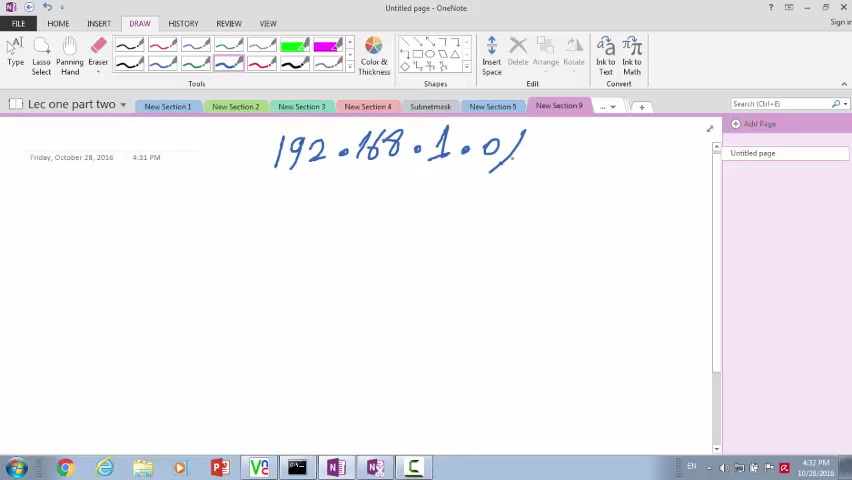 Untitled page - OneNote
?
Sign in
FILE HOME INSERT DRAW HISTORY REVIEW VIEW
Type
Lasso Select
Panning Hand
Eraser
Color & Thickness
Insert Space
Delete
Arrange
Rotate
Ink to Text
Ink to Math
Tools
Shapes
Edit
Convert
Lec one part two New Section 1 New Section 2 New Section 3 New Section 4 Subnetmask New Section 5 New Section 9 ... + Search (Ctrl+E)
192.168.1.0/
Add Page
Friday, October 28, 2016 4:31 PM
Untitled page
EN
4:32 PM
10/28/2016